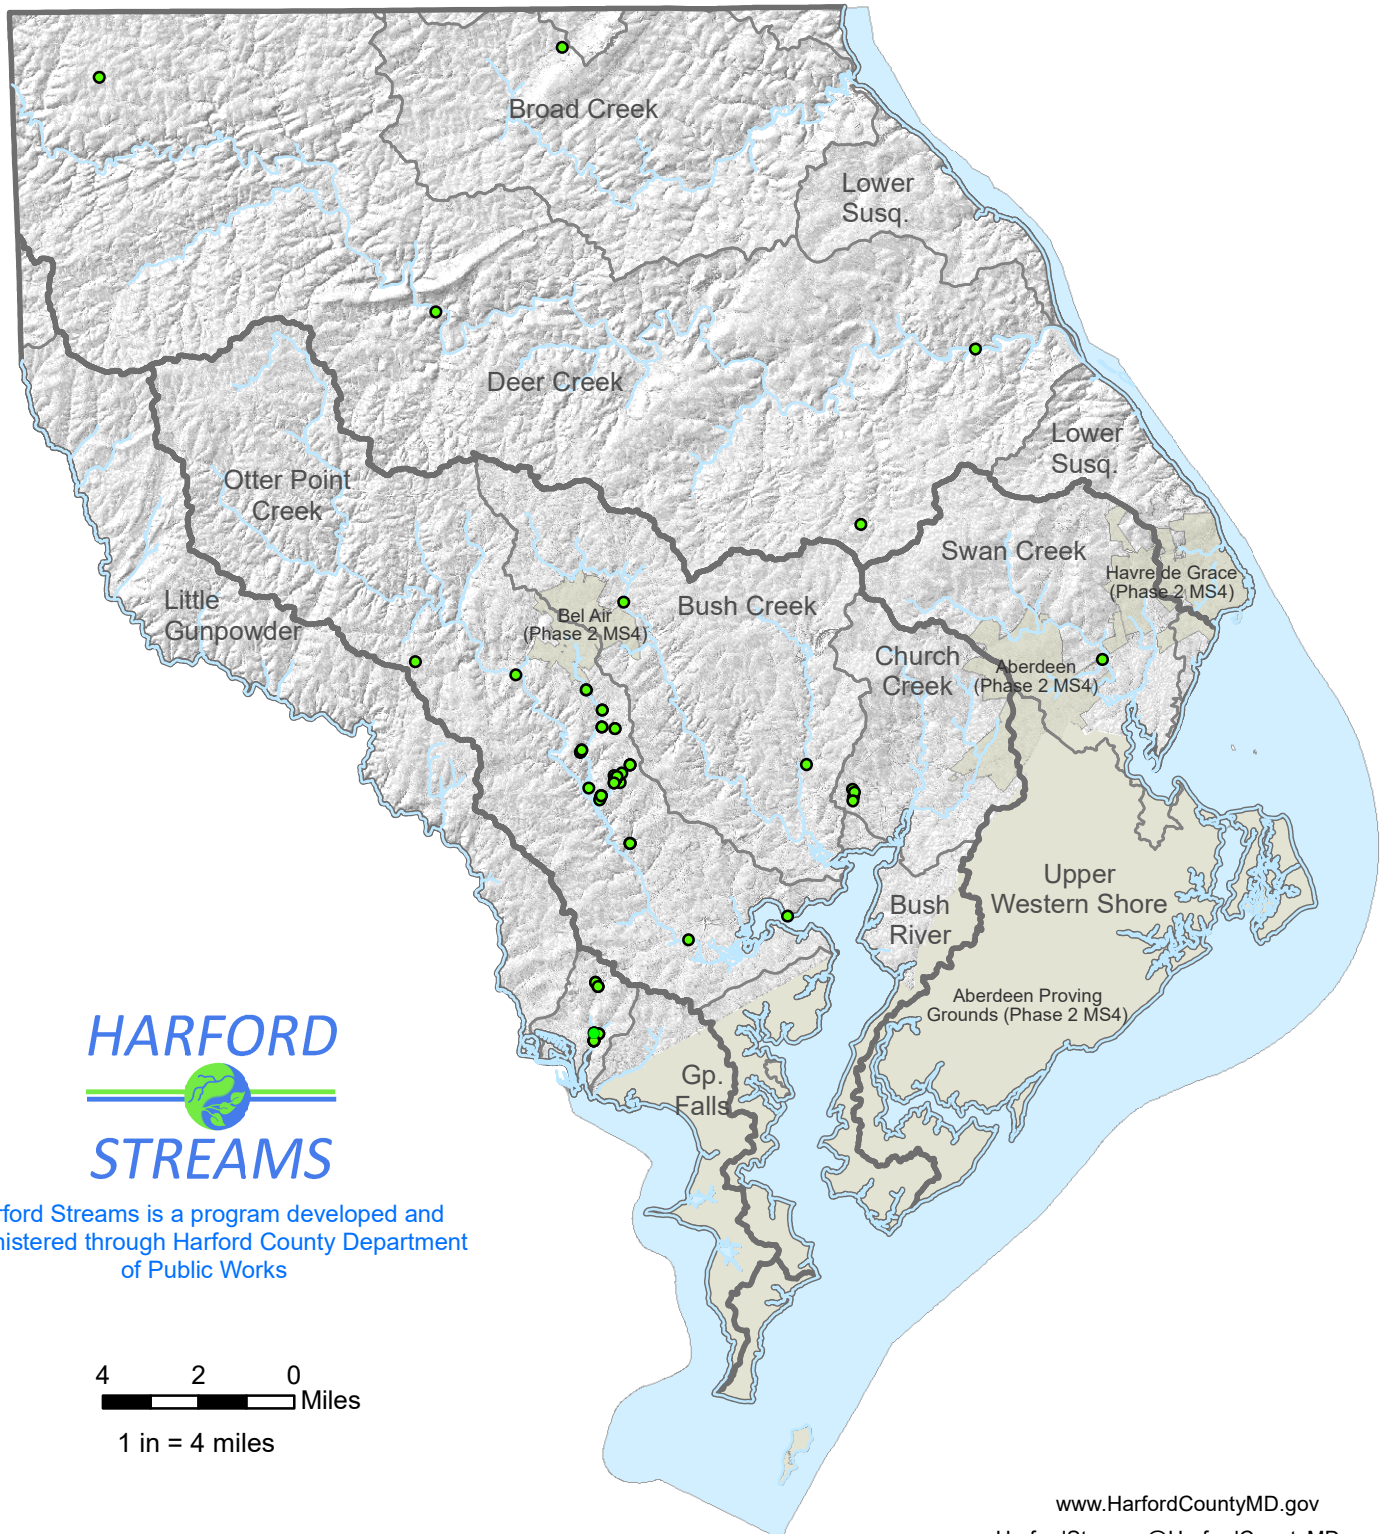 Broad Creek
Lower
Susq.
Deer Creek
Lower
Susq.
Otter Point
Creek
Swan Creek
Havre de Grace
(Phase 2 MS4)
Little
Gunpowder
Bel Air
(Phase 2 MS4)
Bush Creek
Church
Creek
Aberdeen
(Phase 2 MS4)
Upper
Western Shore
Bush
River
Aberdeen Proving
Grounds (Phase 2 MS4)
Gp.
Falls
HARFORD
STREAMS
rford Streams is a program developed and
nistered through Harford County Department
of Public Works
4 2 0
Miles
1 in = 4 miles
www.HarfordCountyMD.gov